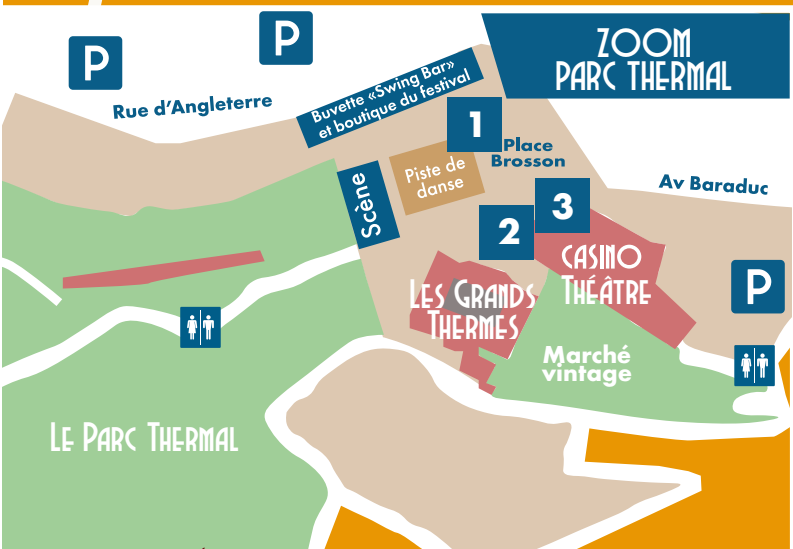 P
P
ZOOM
PARC THERMAL
Rue d'Angleterre
Buvette «Swing Bar»
et boutique du festival
1
Place
Brosson
Piste de
danse
Scène
Av Baraduc
2
3
CASINO
THÉÂTRE
P
LES GRANDS
THERMES
Marché
vintage
LE PARC THERMAL